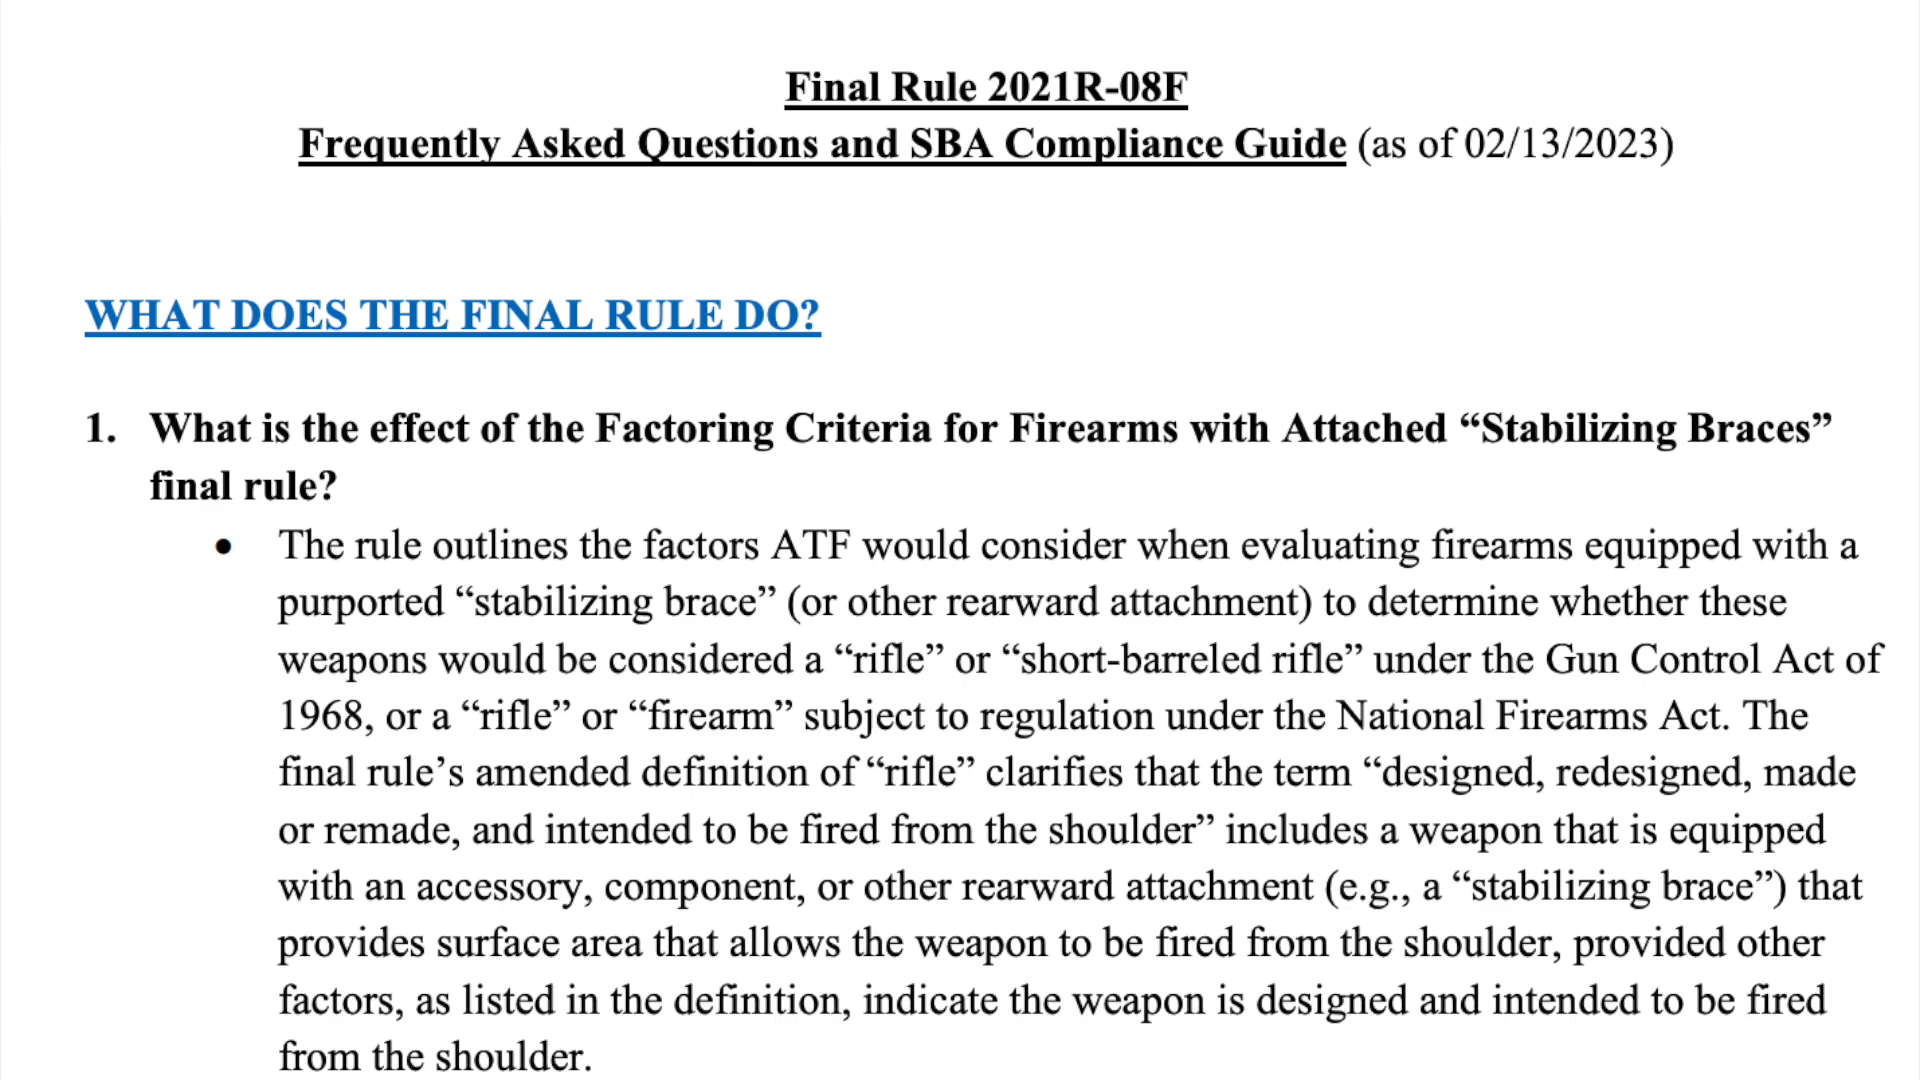 Final Rule 2021R-08F
Frequently Asked Questions and SBA Compliance Guide (as of 02/13/2023)
WHAT DOES THE FINAL RULE DO?
1. What is the effect of the Factoring Criteria for Firearms with Attached “Stabilizing Braces”
final rule?
• The rule outlines the factors ATF would consider when evaluating firearms equipped with a
purported “stabilizing brace” (or other rearward attachment) to determine whether these
weapons would be considered a “rifle” or “short-barreled rifle” under the Gun Control Act of
1968, or a “rifle” or “firearm” subject to regulation under the National Firearms Act. The
final rule’s amended definition of “rifle” clarifies that the term “designed, redesigned, made
or remade, and intended to be fired from the shoulder” includes a weapon that is equipped
with an accessory, component, or other rearward attachment (e.g., a “stabilizing brace”) that
provides surface area that allows the weapon to be fired from the shoulder, provided other
factors, as listed in the definition, indicate the weapon is designed and intended to be fired
from the shoulder.